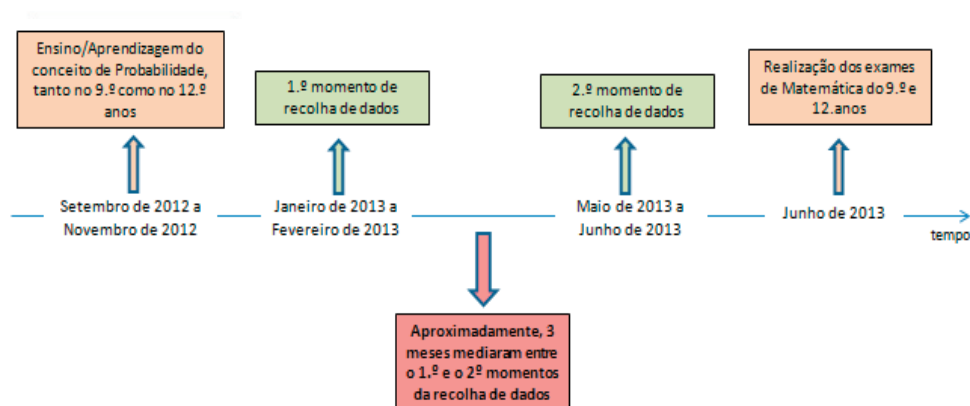 Ensino/Aprendizagem do
conceito de Probabilidade,
tanto no 9.º como no 12.º
anos
1.º momento de
recolha de dados
2.º momento de
recolha de dados
Realização dos exames
de Matemática do 9.º e
12.anos
Setembro de 2012 a
Novembro de 2012
Janeiro de 2013 a
Fevereiro de 2013
Maio de 2013 a
Junho de 2013
Junho de 2013
tempo
Aproximadamente, 3
meses mediaram entre
o 1.º e o 2º momentos
da recolha de dados